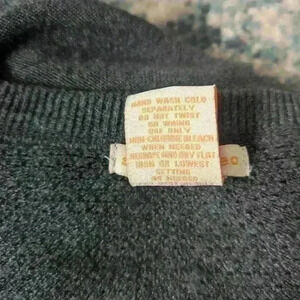 HAND WASH COLD
SEPARATELY
DO NOT TWIST
OR WRING
USE ONLY
NON-CHLORINE BLEACH
WHEN NEEDED
RESHAPE AND DRY FLAT
IRON ON LOWEST
SETTING
AS NEEDED